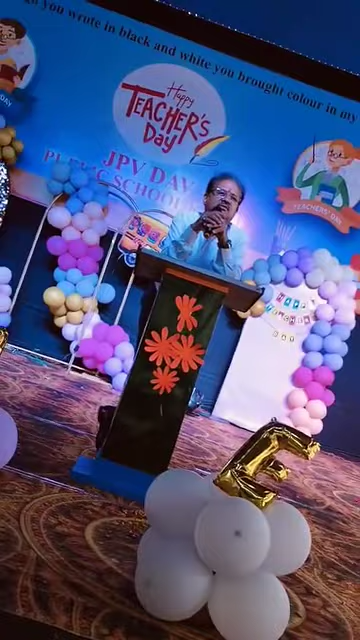 you wrote in black and white you brought colour in my
Happy
TEACHER'S
Day
JPV DAV
PUBLIC SCHOOL
TEACHERS' DAY
HAPPY
E